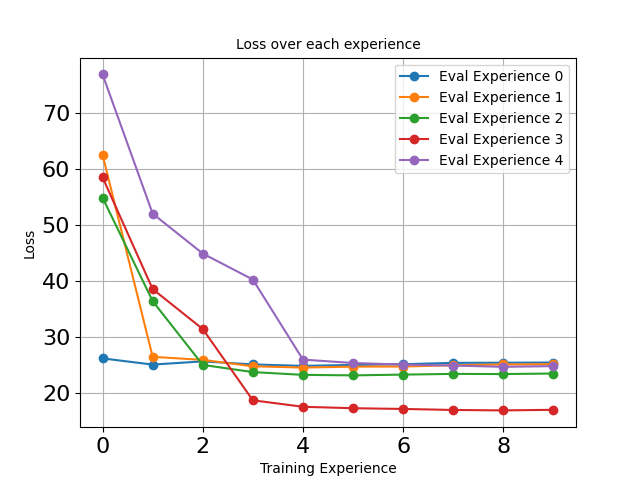 Loss over each experience
Eval Experience 0
Eval Experience 1
Eval Experience 2
Eval Experience 3
Eval Experience 4
Loss
70
60
50
40
30
20
0 2 4 6 8
Training Experience